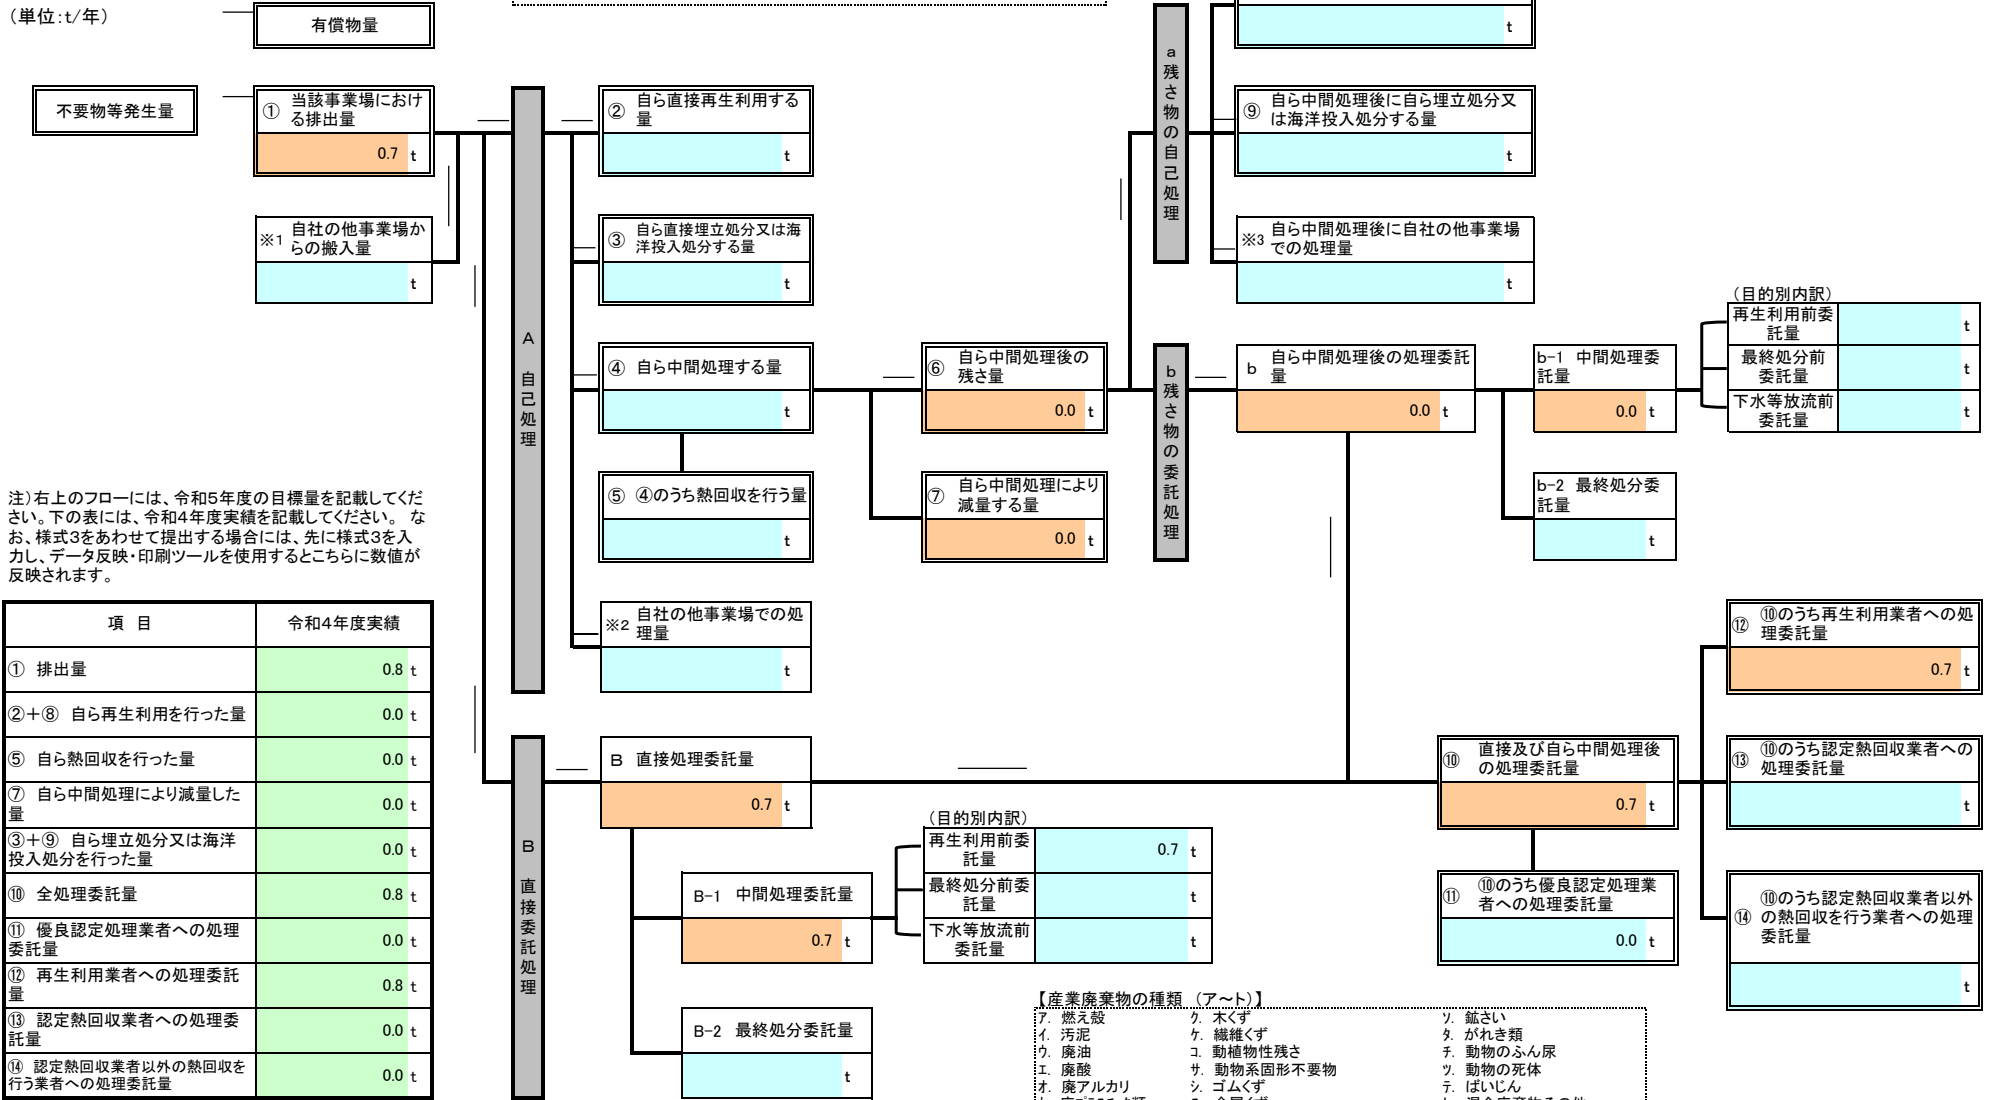 （単位：t/年）
有償物量
t
不要物等発生量
① 当該事業場におけ
る排出量
0.7 t
※1 自社の他事業場か
らの搬入量
t
A 自己処理
② 自ら直接再生利用する
量
t
③ 自ら直接埋立処分又は海
洋投入処分する量
t
④ 自ら中間処理する量
t
⑤ ④のうち熱回収を行う量
t
※2 自社の他事業場での処
理量
t
⑥ 自ら中間処理後の
残さ量
0.0 t
⑦ 自ら中間処理により
減量する量
0.0 t
a 残さ物の自己処理
⑨ 自ら中間処理後に自ら埋立処分又
は海洋投入処分する量
t
※3 自ら中間処理後に自社の他事業場
での処理量
t
b 残さ物の委託処理
b 自ら中間処理後の処理委託
量
0.0 t
b-1 中間処理委
託量
0.0 t
（目的別内訳）
再生利用前委
託量
t
最終処分前
委託量
t
下水等放流前
委託量
t
b-2 最終処分委
託量
t
注）右上のフローには、令和５年度の目標量を記載してくだ
さい。下の表には、令和４年度実績を記載してください。 な
お、様式３をあわせて提出する場合には、先に様式３を入
力し、データ反映・印刷ツールを使用するとこちらに数値が
反映されます。
項 目 令和４年度実績
① 排出量 0.8 t
②＋⑧ 自ら再生利用を行った量 0.0 t
⑤ 自ら熱回収を行った量 0.0 t
⑦ 自ら中間処理により減量した
量 0.0 t
③＋⑨ 自ら埋立処分又は海洋
投入処分を行った量 0.0 t
⑩ 全処理委託量 0.8 t
⑪ 優良認定処理業者への処理
委託量 0.0 t
⑫ 再生利用業者への処理委託
量 0.8 t
⑬ 認定熱回収業者への処理委
託量 0.0 t
⑭ 認定熱回収業者以外の熱回収を
行う業者への処理委託量 0.0 t
B 直接委託処理
B 直接処理委託量
0.7 t
B-1 中間処理委託量
0.7 t
（目的別内訳）
再生利用前委
託量
0.7 t
最終処分前委
託量
t
下水等放流前
委託量
t
B-2 最終処分委託量
t
⑩ 直接及び自ら中間処理後
の処理委託量
0.7 t
⑪ ⑩のうち優良認定処理業
者への処理委託量
0.0 t
⑫ ⑩のうち再生利用業者への処
理委託量
0.7 t
⑬ ⑩のうち認定熱回収業者への
処理委託量
t
⑭ ⑩のうち認定熱回収業者以外
の熱回収を行う業者への処理
委託量
t
【産業廃棄物の種類 （ア～ト）】
ア. 燃え殻 ク. 木くず ソ. 鉱さい
イ. 汚泥 ケ. 繊維くず タ. がれき類
ウ. 廃油 コ. 動植物性残さ チ. 動物のふん尿
エ. 廃酸 サ. 動物系固形不要物 ツ. 動物の死体
オ. 廃アルカリ シ. ゴムくず テ. ばいじん